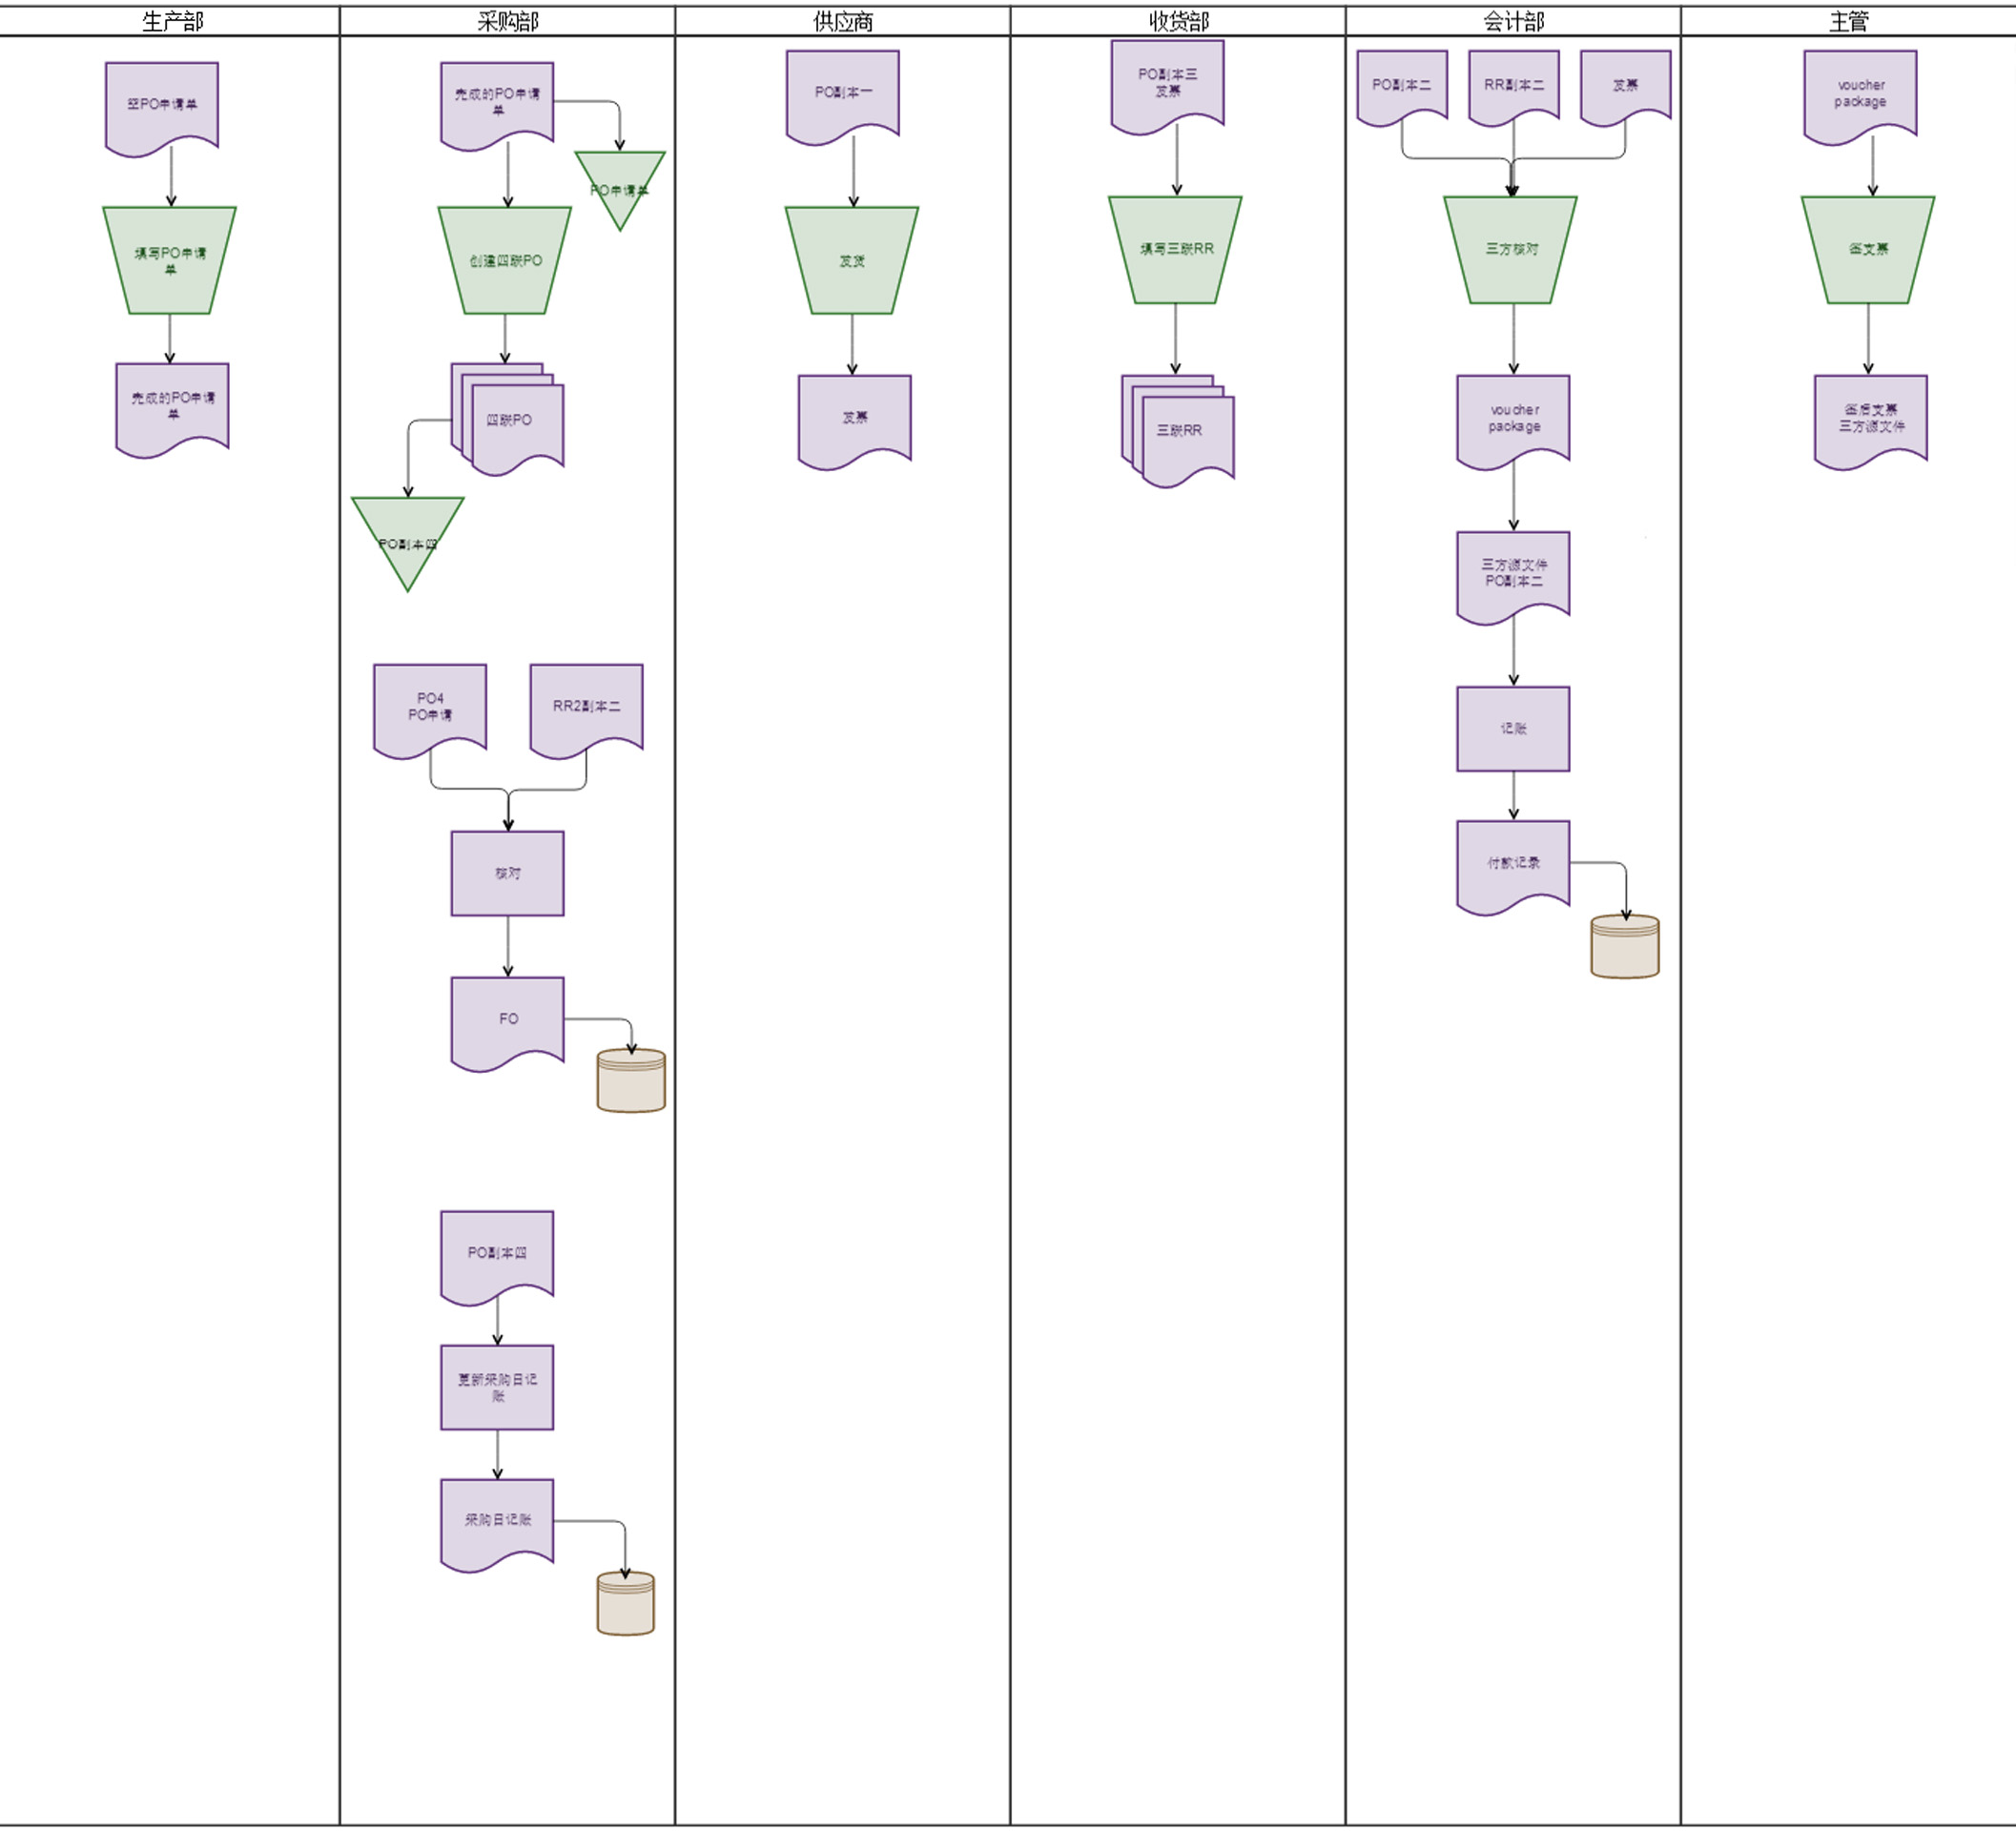 生产部
采购部
供应商
收货部
会计部
主管
空PO申请单
填写PO申请
单
完成的PO申请
单
完成的PO申请
单
PO申请单
创建四联PO
四联PO
PO副本四
PO4
PO申请
RR2副本二
核对
FO
PO副本四
更新采购日记
账
采购日记账
PO副本一
发货
发票
PO副本三
发票
填写三联RR
三联RR
PO副本二
RR副本二
发票
三方核对
voucher
package
三方源文件
PO副本二
记账
付款记录
voucher
package
签支票
签后支票
三方源文件